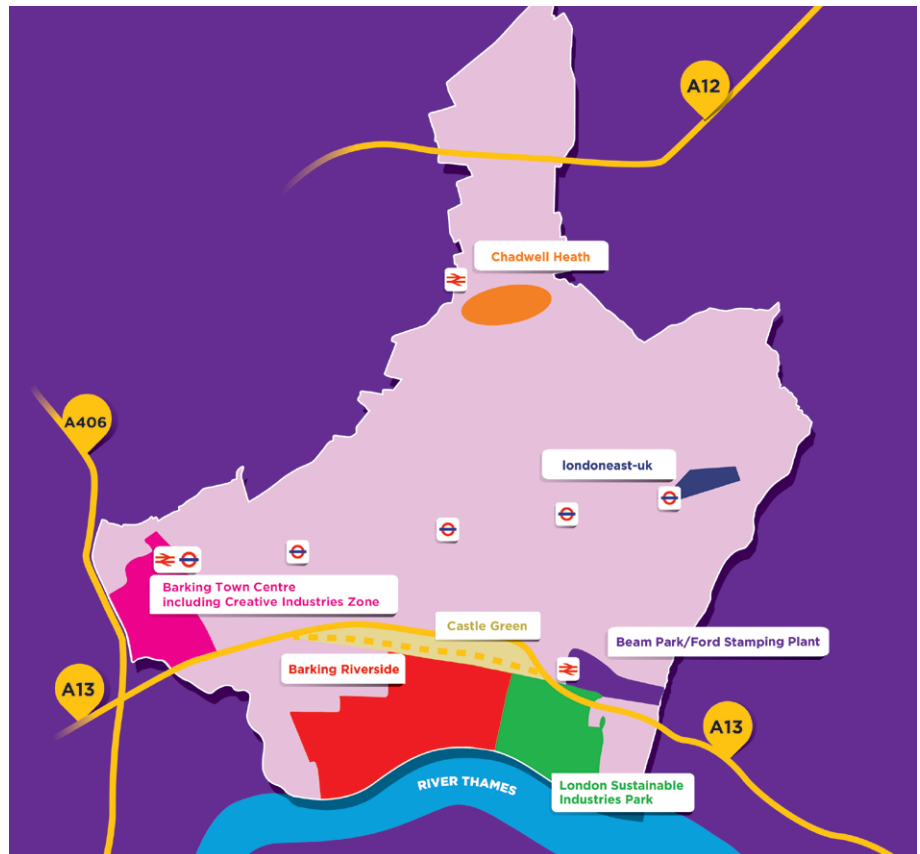 A12
Chadwell Heath
A406
londoneast-uk
Barking Town Centre
including Creative Industries Zone
Castle Green
Beam Park/Ford Stamping Plant
Barking Riverside
A13
A13
RIVER THAMES
London Sustainable
Industries Park